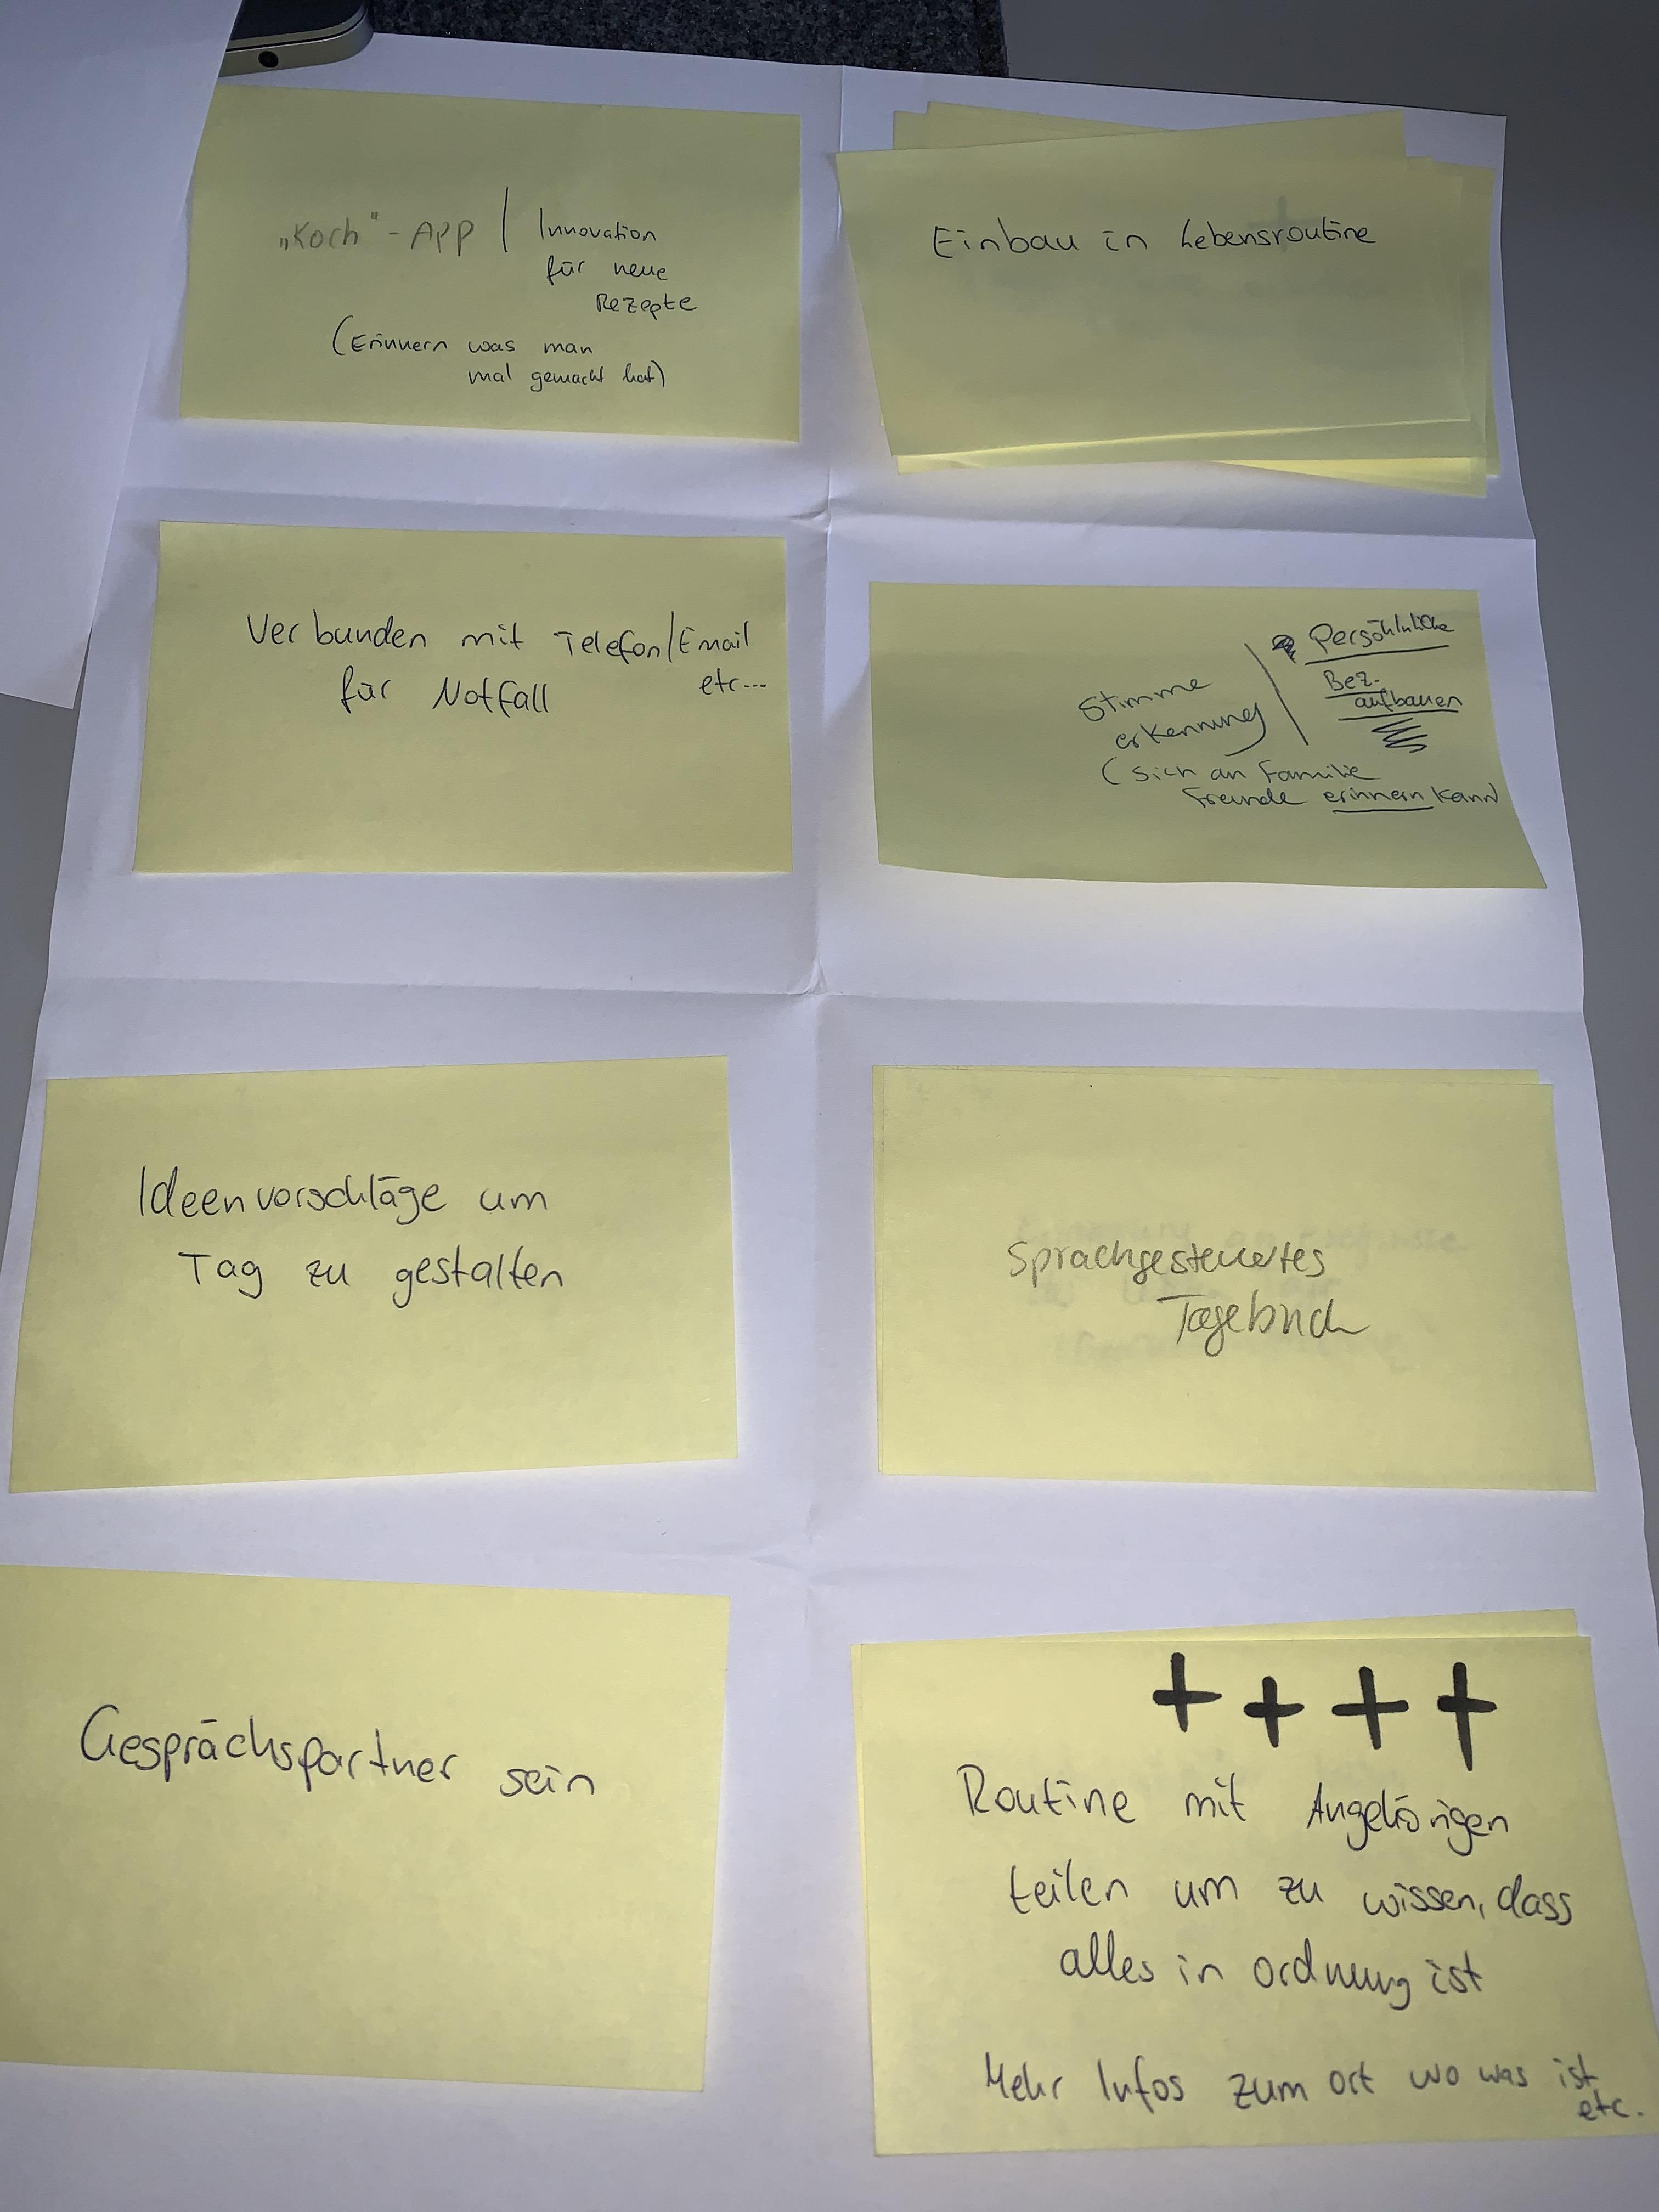 „Koch"-APP | Innovation
für neue
Rezepte
(Erinnern was man
mal gemacht hat)
Einbau in Lebensroutine
Verbunden mit Telefon/Email
für Notfall etc...
Persönliche
Stimme | Bez.
erkennung aufbauen
(sich an Familie
Freunde erinnern kann)
Ideenvorschläge um
Tag zu gestalten
Sprachgesteuertes
Tagebuch
Gesprächspartner sein
++++
Routine mit Angehörigen
teilen um zu wissen, dass
alles in ordnung ist
Mehr Infos zum ort wo was ist
etc.